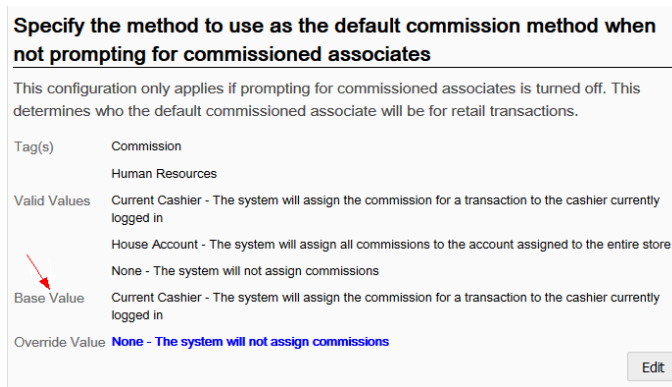 Specify the method to use as the default commission method when
not prompting for commissioned associates
This configuration only applies if prompting for commissioned associates is turned off. This
determines who the default commissioned associate will be for retail transactions.
Tag(s) Commission
Human Resources
Valid Values Current Cashier - The system will assign the commission for a transaction to the cashier currently
logged in
House Account - The system will assign all commissions to the account assigned to the entire store
None - The system will not assign commissions
Base Value Current Cashier - The system will assign the commission for a transaction to the cashier currently
logged in
Override Value None - The system will not assign commissions
Edit